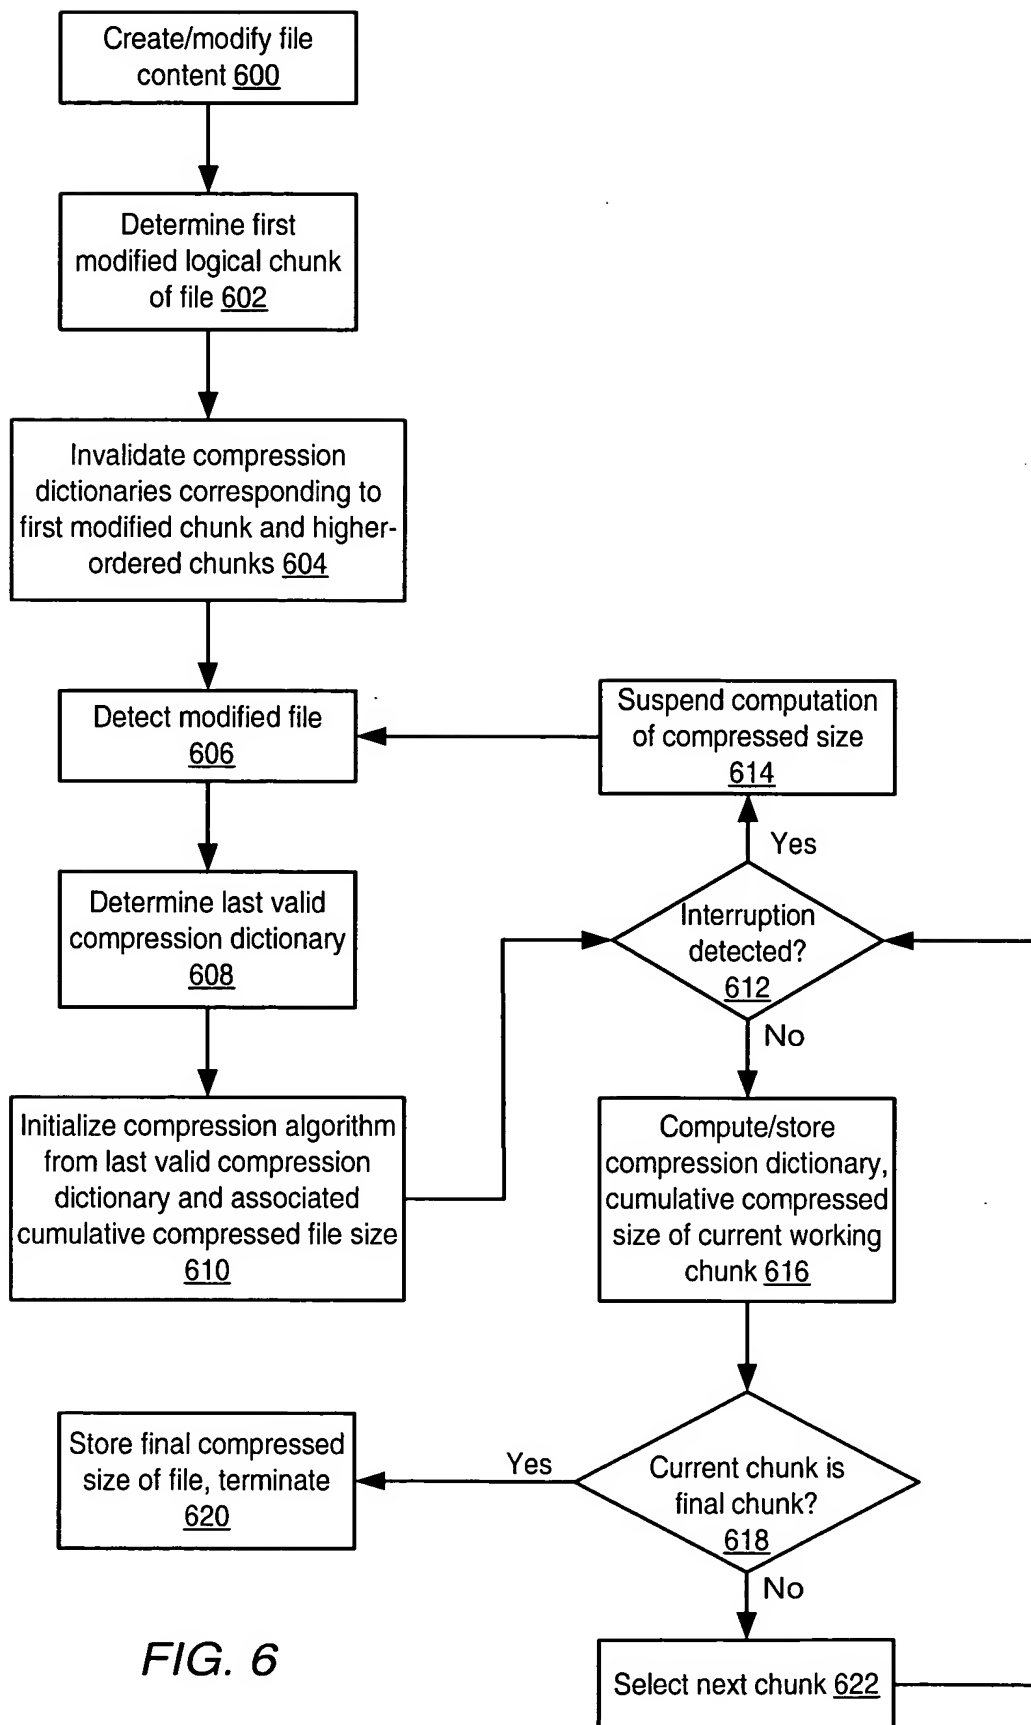 Create/modify file
content 600
Determine first
modified logical chunk
of file 602
Invalidate compression
dictionaries corresponding to
first modified chunk and higher-
ordered chunks 604
Detect modified file
606
Determine last valid
compression dictionary
608
Initialize compression algorithm
from last valid compression
dictionary and associated
cumulative compressed file size
610
Suspend computation
of compressed size
614
Yes
Interruption
detected?
612
No
Compute/store
compression dictionary,
cumulative compressed
size of current working
chunk 616
Current chunk is
final chunk?
618
Yes
Store final compressed
size of file, terminate
620
No
Select next chunk 622
FIG. 6